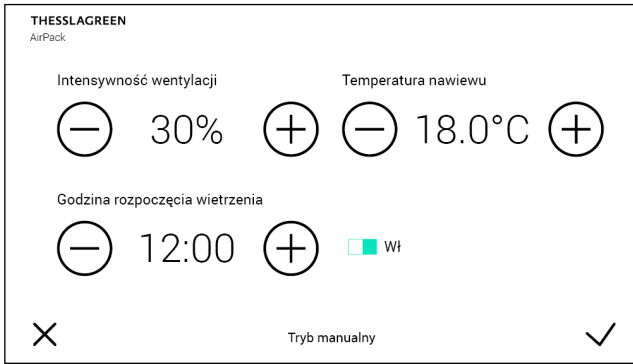 THESSLAGREEN
AirPack
Intensywność wentylacji
Temperatura nawiewu
30%
18.0°C
Godzina rozpoczęcia wietrzenia
12:00
Wł
Tryb manualny